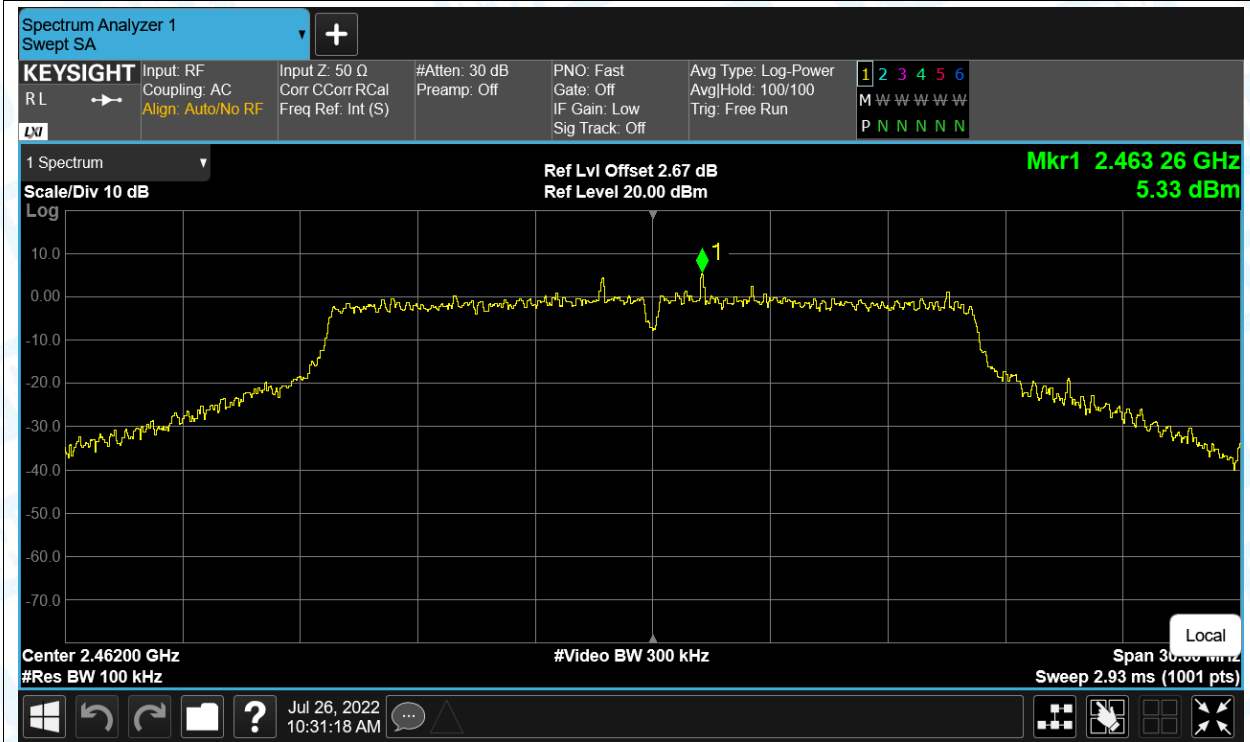 Spectrum Analyzer 1
Swept SA
KEYSIGHT
R L
LXI
Input: RF
Coupling: AC
Align: Auto/No RF
Input Z: 50 Ω
Corr CCorr RCal
Freq Ref: Int (S)
#Atten: 30 dB
Preamp: Off
PNO: Fast
Gate: Off
IF Gain: Low
Sig Track: Off
Avg Type: Log-Power
Avg|Hold: 100/100
Trig: Free Run
1 2 3 4 5 6
M W W W W W
P N N N N N
1 Spectrum
Scale/Div 10 dB
Log
Ref Lvl Offset 2.67 dB
Ref Level 20.00 dBm
Mkr1 2.463 26 GHz
5.33 dBm
1
10.0
0.00
-10.0
-20.0
-30.0
-40.0
-50.0
-60.0
-70.0
Local
Center 2.46200 GHz
#Video BW 300 kHz
Span 30.00 MHz
#Res BW 100 kHz
Sweep 2.93 ms (1001 pts)
?
Jul 26, 2022
10:31:18 AM